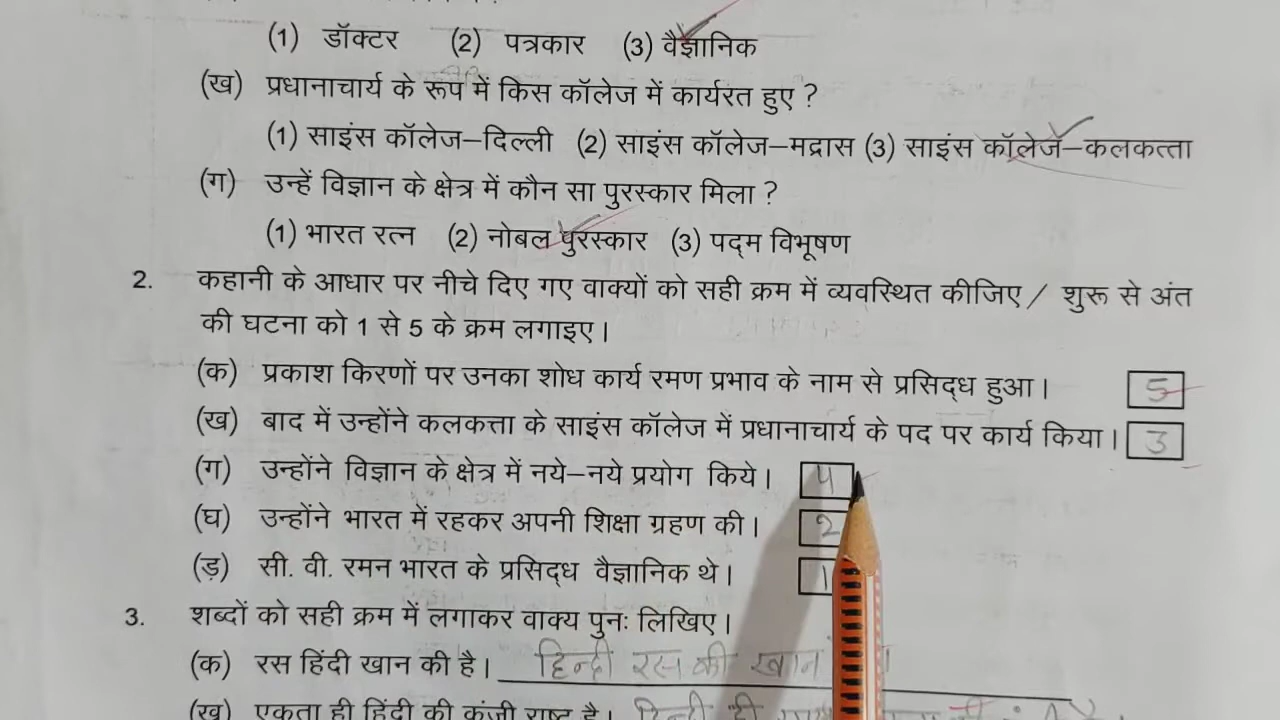 (1) डॉक्टर (2) पत्रकार (3) वैज्ञानिक
(ख) प्रधानाचार्य के रूप में किस कॉलेज में कार्यरत हुए ?
(1) साइंस कॉलेज–दिल्ली (2) साइंस कॉलेज–मद्रास (3) साइंस कॉलेज–कलकत्ता
(ग) उन्हें विज्ञान के क्षेत्र में कौन सा पुरस्कार मिला ?
(1) भारत रत्न (2) नोबल पुरस्कार (3) पद्म विभूषण
2. कहानी के आधार पर नीचे दिए गए वाक्यों को सही क्रम में व्यवस्थित कीजिए / शुरू से अंत
की घटना को 1 से 5 के क्रम लगाइए।
(क) प्रकाश किरणों पर उनका शोध कार्य रमण प्रभाव के नाम से प्रसिद्ध हुआ। 5
(ख) बाद में उन्होंने कलकत्ता के साइंस कॉलेज में प्रधानाचार्य के पद पर कार्य किया। 3
(ग) उन्होंने विज्ञान के क्षेत्र में नये–नये प्रयोग किये। 4
(घ) उन्होंने भारत में रहकर अपनी शिक्षा ग्रहण की। 2
(ड़) सी. वी. रमन भारत के प्रसिद्ध वैज्ञानिक थे। 1
3. शब्दों को सही क्रम में लगाकर वाक्य पुनः लिखिए।
(क) रस हिंदी खान की है। हिन्दी रस की खान
(ख) एकता ही हिंदी की कुंजी राष्ट्र है। हिन्दी ही